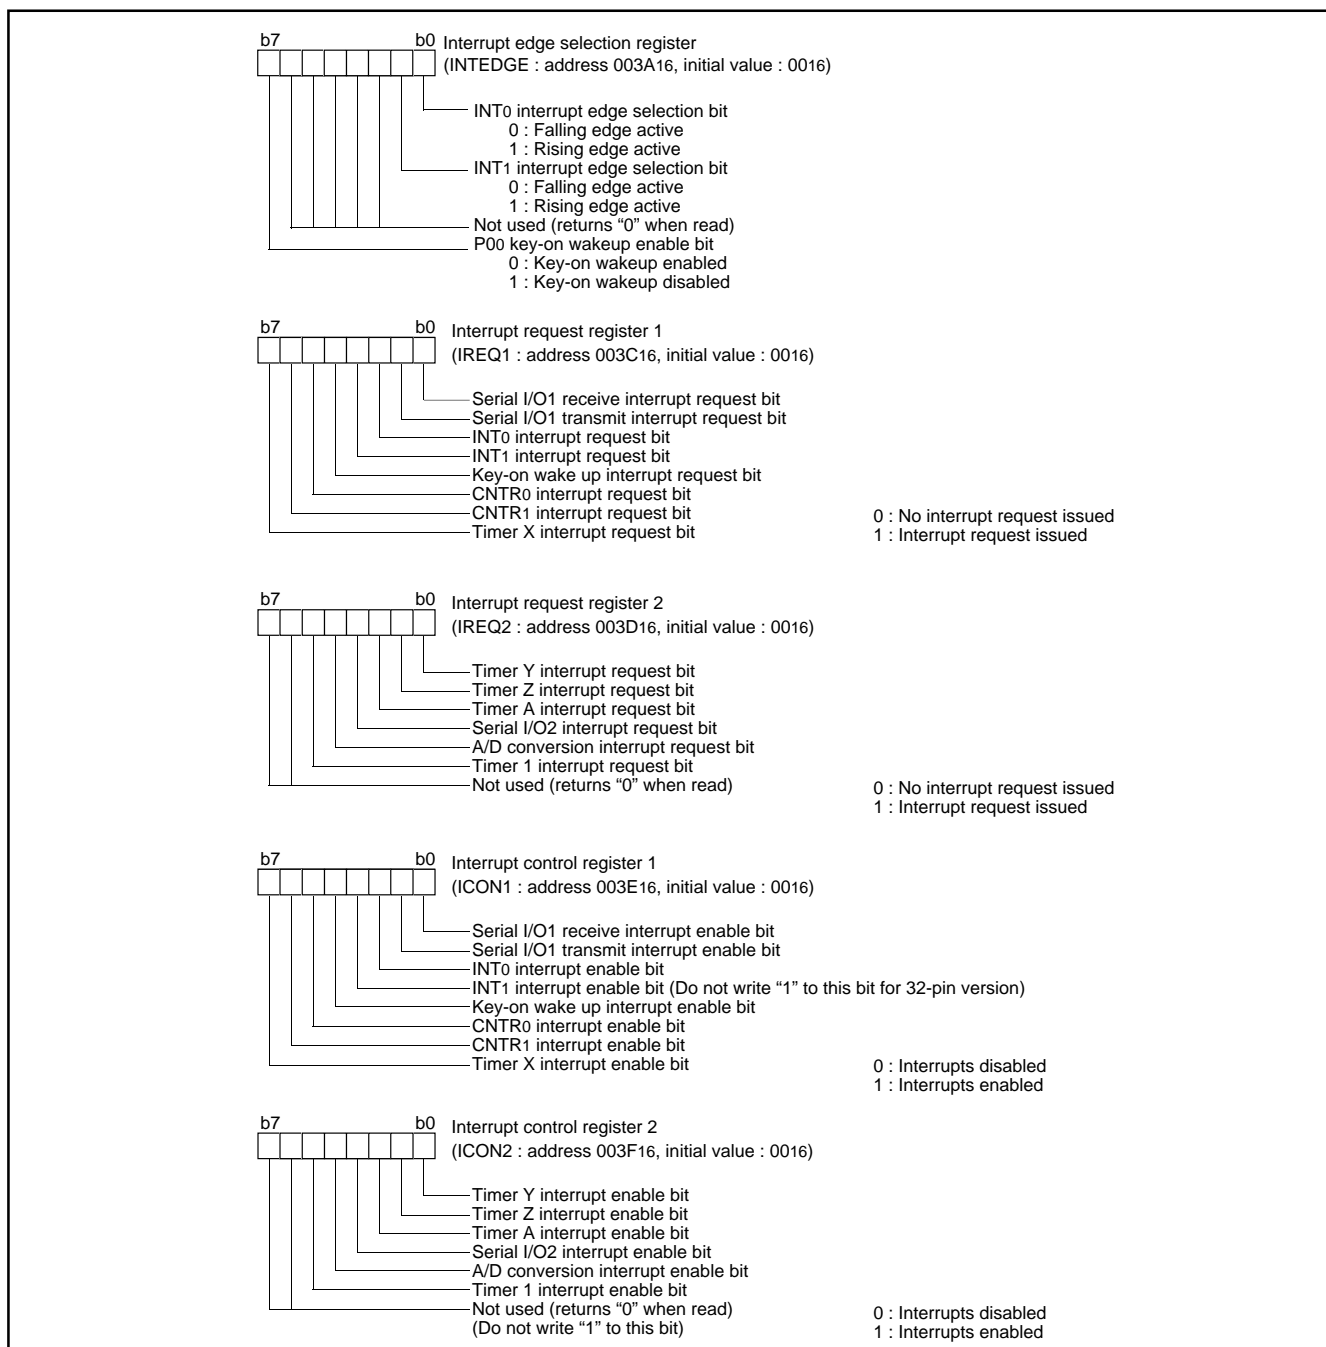 b7 b0 Interrupt edge selection register
(INTEDGE : address 003A16, initial value : 0016)
INT0 interrupt edge selection bit
0 : Falling edge active
1 : Rising edge active
INT1 interrupt edge selection bit
0 : Falling edge active
1 : Rising edge active
Not used (returns “0” when read)
P00 key-on wakeup enable bit
0 : Key-on wakeup enabled
1 : Key-on wakeup disabled
b7 b0 Interrupt request register 1
(IREQ1 : address 003C16, initial value : 0016)
Serial I/O1 receive interrupt request bit
Serial I/O1 transmit interrupt request bit
INT0 interrupt request bit
INT1 interrupt request bit
Key-on wake up interrupt request bit
CNTR0 interrupt request bit
CNTR1 interrupt request bit
Timer X interrupt request bit
0 : No interrupt request issued
1 : Interrupt request issued
b7 b0 Interrupt request register 2
(IREQ2 : address 003D16, initial value : 0016)
Timer Y interrupt request bit
Timer Z interrupt request bit
Timer A interrupt request bit
Serial I/O2 interrupt request bit
A/D conversion interrupt request bit
Timer 1 interrupt request bit
Not used (returns “0” when read)
0 : No interrupt request issued
1 : Interrupt request issued
b7 b0 Interrupt control register 1
(ICON1 : address 003E16, initial value : 0016)
Serial I/O1 receive interrupt enable bit
Serial I/O1 transmit interrupt enable bit
INT0 interrupt enable bit
INT1 interrupt enable bit (Do not write “1” to this bit for 32-pin version)
Key-on wake up interrupt enable bit
CNTR0 interrupt enable bit
CNTR1 interrupt enable bit
Timer X interrupt enable bit
0 : Interrupts disabled
1 : Interrupts enabled
b7 b0 Interrupt control register 2
(ICON2 : address 003F16, initial value : 0016)
Timer Y interrupt enable bit
Timer Z interrupt enable bit
Timer A interrupt enable bit
Serial I/O2 interrupt enable bit
A/D conversion interrupt enable bit
Timer 1 interrupt enable bit
Not used (returns “0” when read)
(Do not write “1” to this bit)
0 : Interrupts disabled
1 : Interrupts enabled